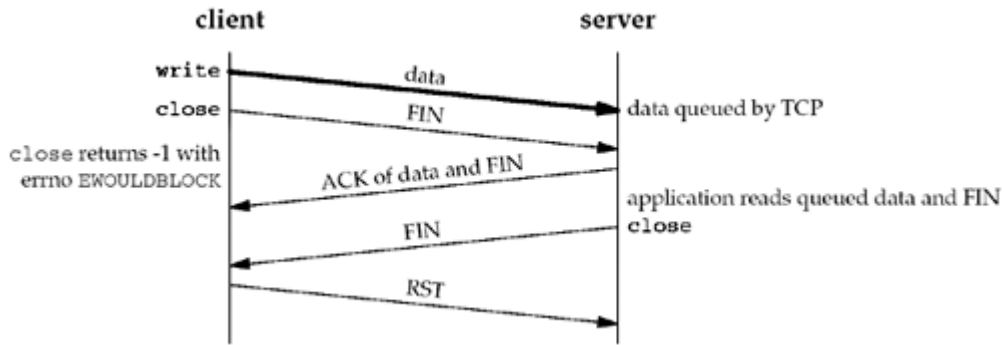 client
server
write
data
data queued by TCP
close
FIN
close returns -1 with
errno EWOULDBLOCK
ACK of data and FIN
application reads queued data and FIN
close
FIN
RST